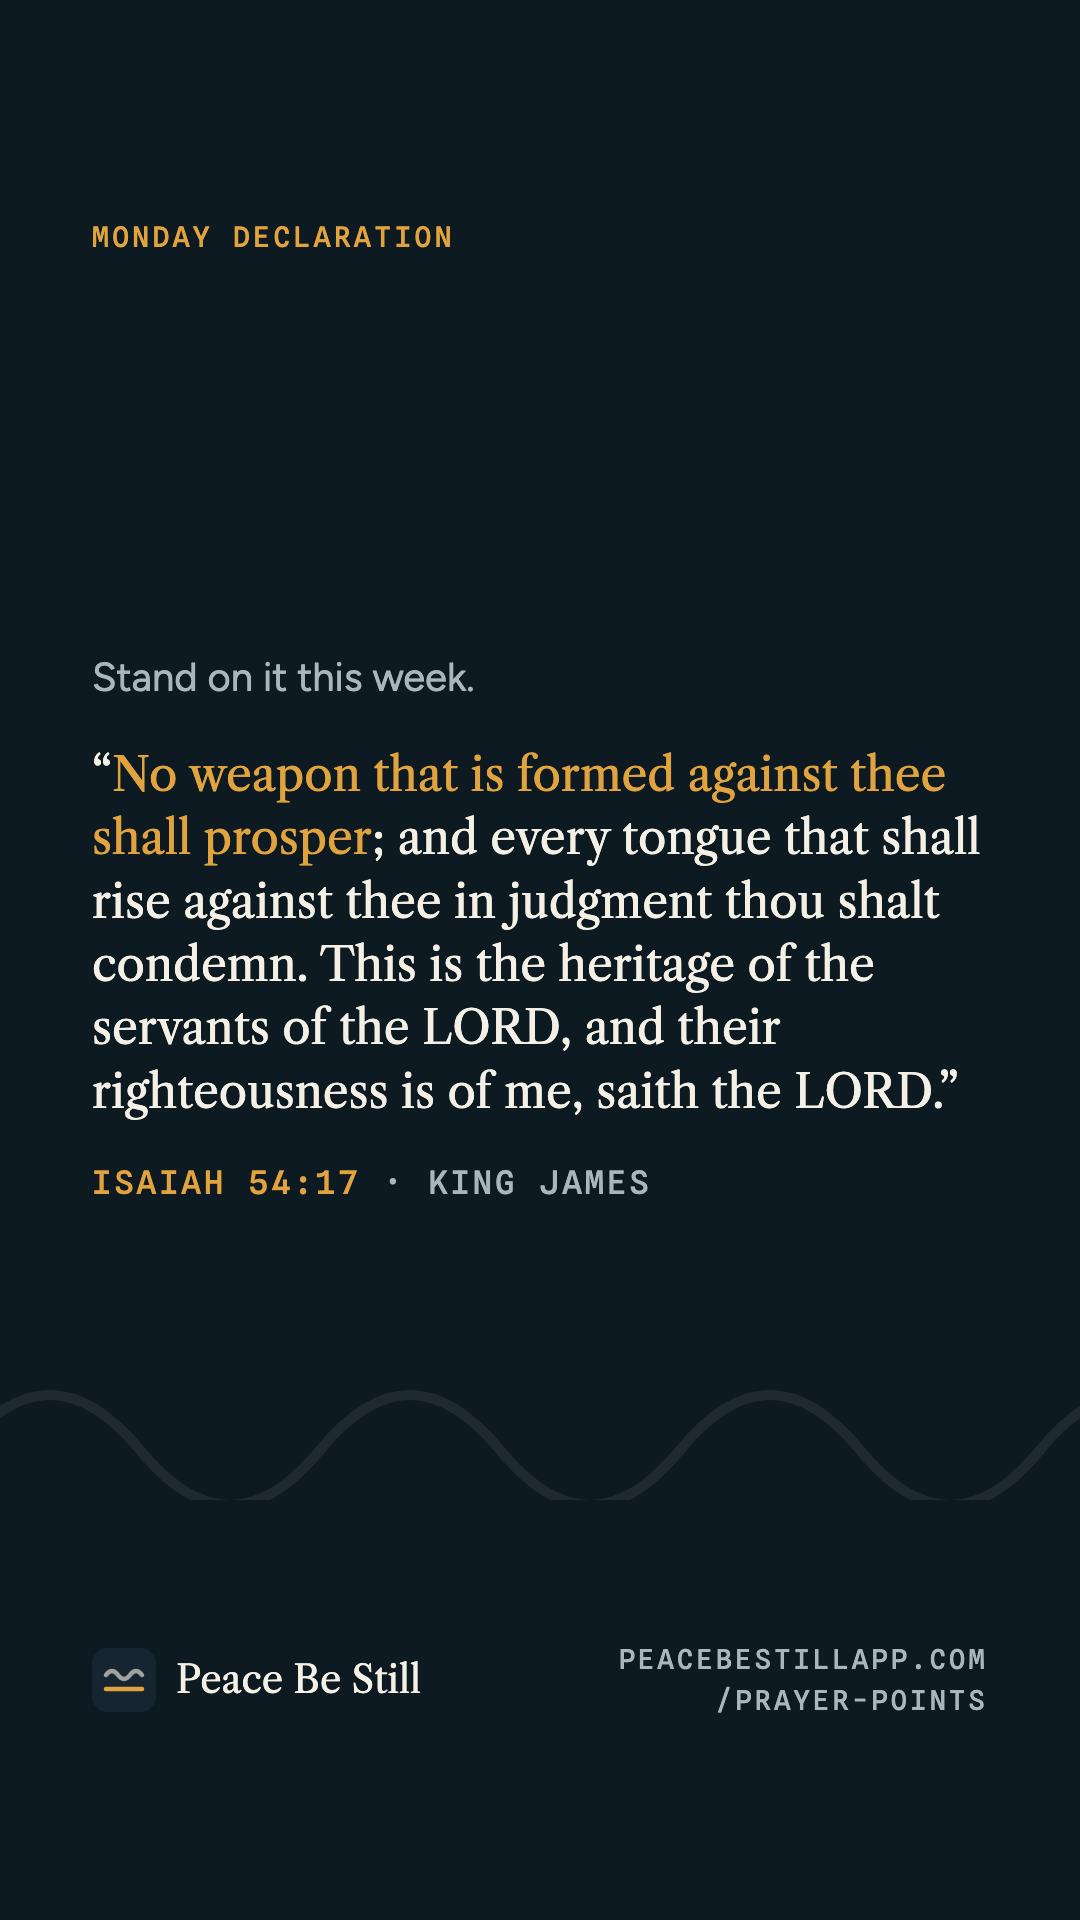 MONDAY DECLARATION
Stand on it this week.
“No weapon that is formed against thee
shall prosper; and every tongue that shall
rise against thee in judgment thou shalt
condemn. This is the heritage of the
servants of the LORD, and their
righteousness is of me, saith the LORD.”
ISAIAH 54:17 · KING JAMES
Peace Be Still
PEACEBESTILLAPP.COM
/PRAYER-POINTS